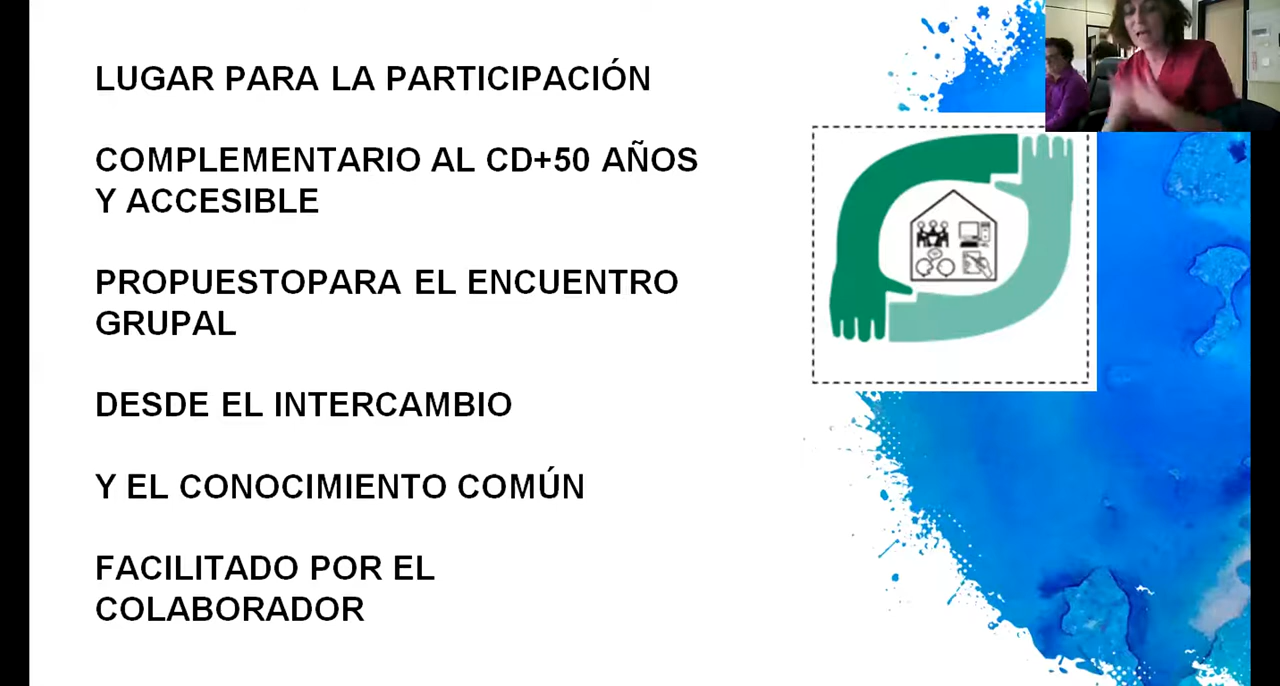 LUGAR PARA LA PARTICIPACIÓN
COMPLEMENTARIO AL CD+50 AÑOS
Y ACCESIBLE
PROPUESTOPARA EL ENCUENTRO
GRUPAL
DESDE EL INTERCAMBIO
Y EL CONOCIMIENTO COMÚN
FACILITADO POR EL
COLABORADOR